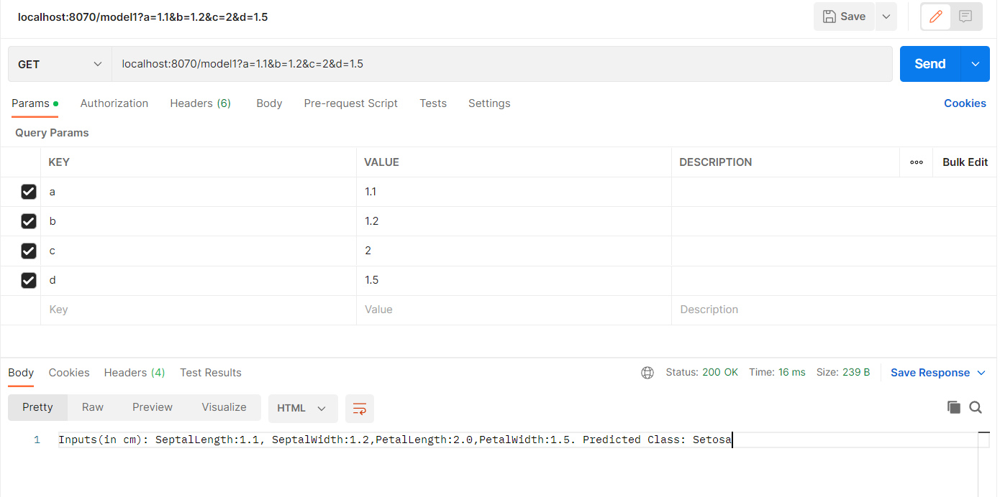 localhost:8070/model1?a=1.1&b=1.2&c=2&d=1.5 Save
GET localhost:8070/model1?a=1.1&b=1.2&c=2&d=1.5 Send
Params Authorization Headers (6) Body Pre-request Script Tests Settings Cookies
Query Params
KEY VALUE DESCRIPTION ooo Bulk Edit
a 1.1
b 1.2
c 2
d 1.5
Key Value Description
Body Cookies Headers (4) Test Results Status: 200 OK Time: 16 ms Size: 239 B Save Response
Pretty Raw Preview Visualize HTML
1 Inputs(in cm): SeptalLength:1.1, SeptalWidth:1.2,PetalLength:2.0,PetalWidth:1.5. Predicted Class: Setosa